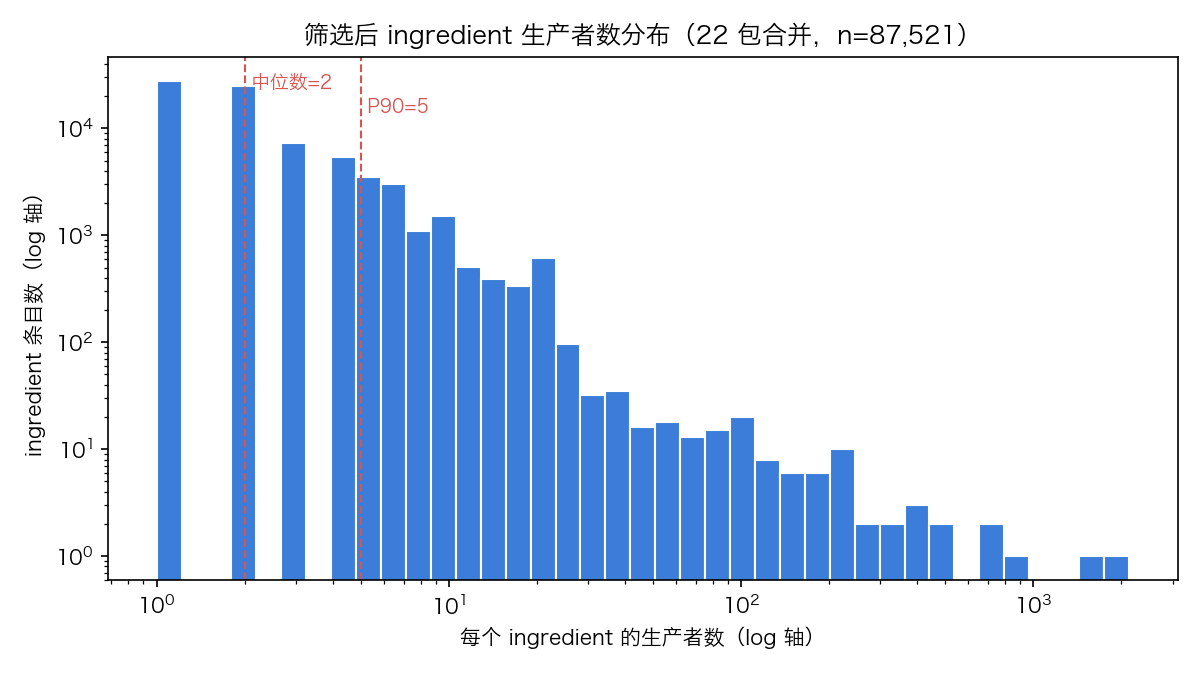 筛选后 ingredient 生产者数分布（22 包合并，n=87,521）
中位数=2
P90=5
ingredient 条目数（log 轴）
10⁴
10³
10²
10¹
10⁰
10⁰ 10¹ 10² 10³
每个 ingredient 的生产者数（log 轴）